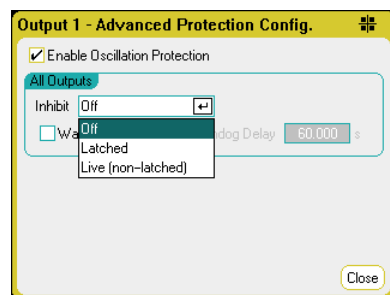 Output 1 - Advanced Protection Config.
Enable Oscillation Protection
All Outputs
Inhibit Off
Off
Delay 60.000 s
Latched
Live (non-latched)
Close